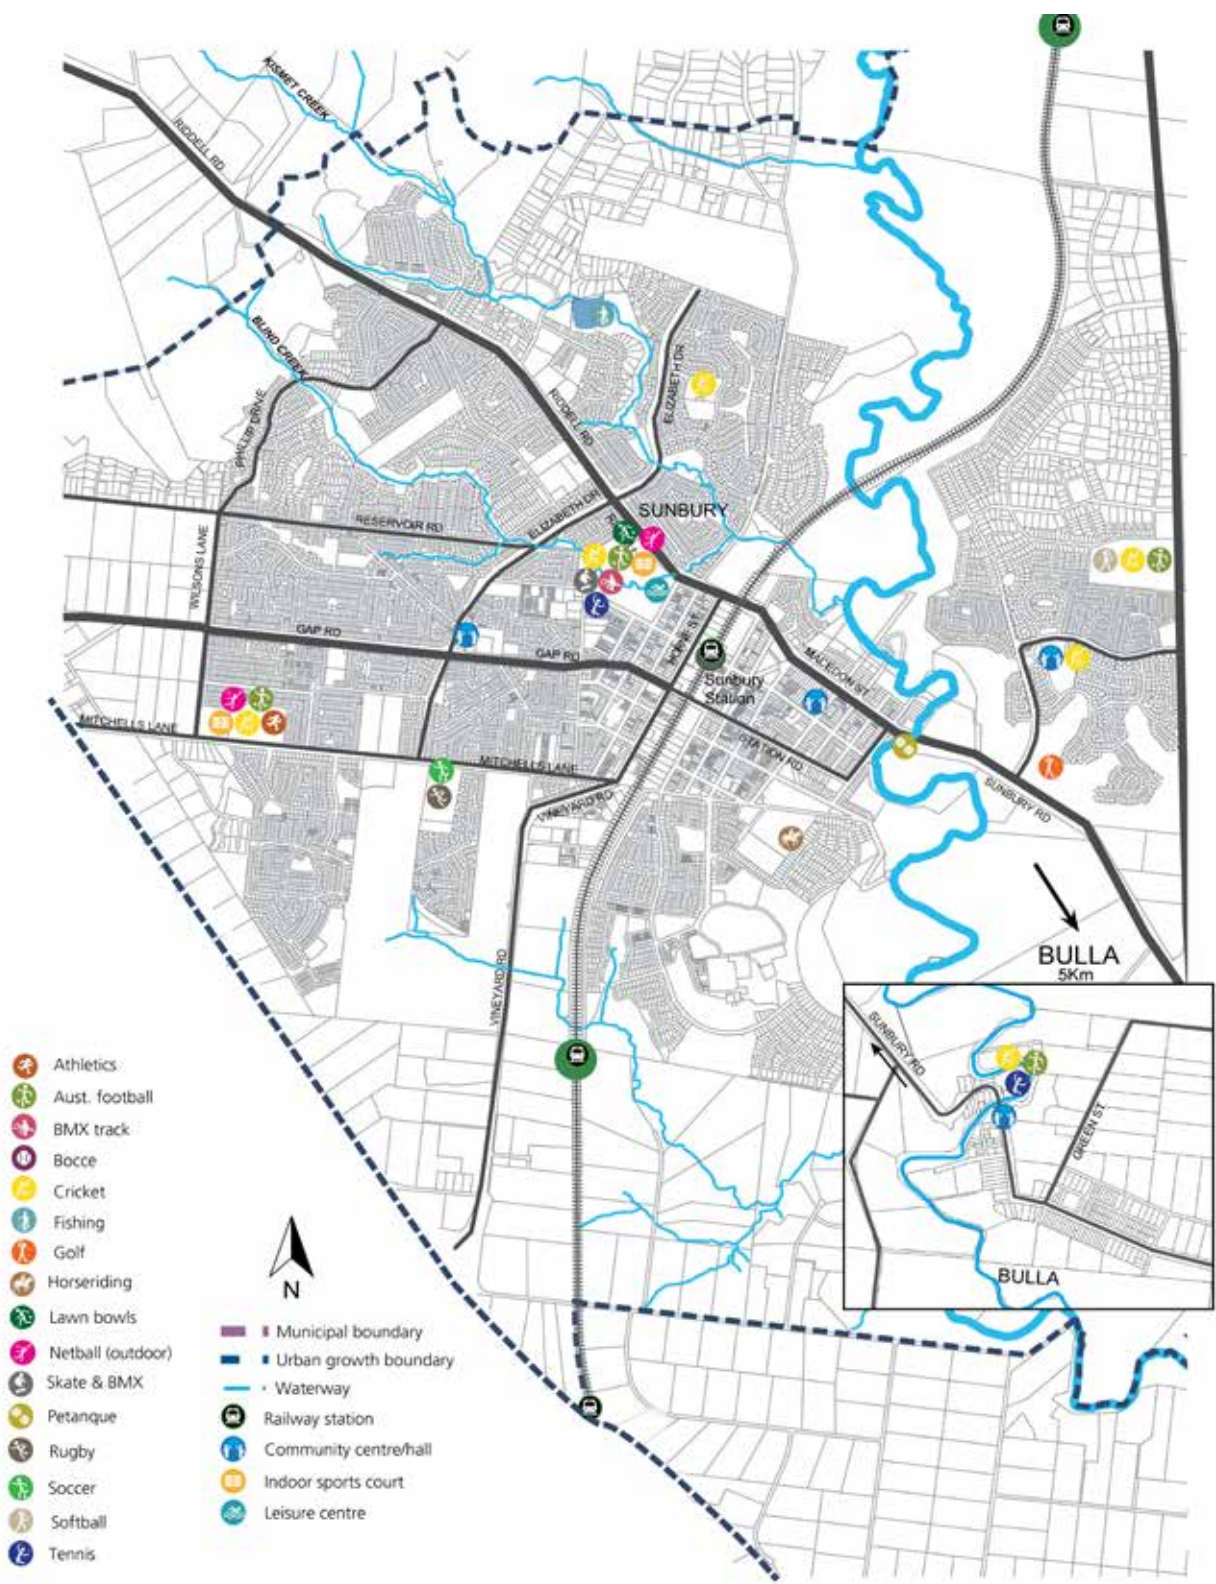 KISMET CREEK
RIDDELL RD
BLIND CREEK
PHILLIP DRIVE
ELIZABETH DR
RIDDELL RD
RESERVOIR RD
ELIZABETH DR
SUNBURY
WILSONS LANE
GAP RD
GAP RD
HORNE ST
Sunbury
Station
MACEDON ST
MITCHELLS LANE
MITCHELLS LANE
STATION RD
VINEYARD RD
SUNBURY RD
VINEYARD RD
BULLA
5Km
SUNBURY RD
GREEN ST
BULLA
Athletics
Aust. football
BMX track
Bocce
Cricket
Fishing
Golf
Horseriding
Lawn bowls
Netball (outdoor)
Skate & BMX
Petanque
Rugby
Soccer
Softball
Tennis
N
Municipal boundary
Urban growth boundary
Waterway
Railway station
Community centre/hall
Indoor sports court
Leisure centre